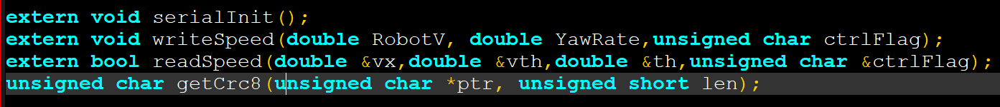 extern void serialInit();
extern void writeSpeed(double RobotV, double YawRate,unsigned char ctrlFlag);
extern bool readSpeed(double &vx,double &vth,double &th,unsigned char &ctrlFlag);
unsigned char getCrc8(unsigned char *ptr, unsigned short len);